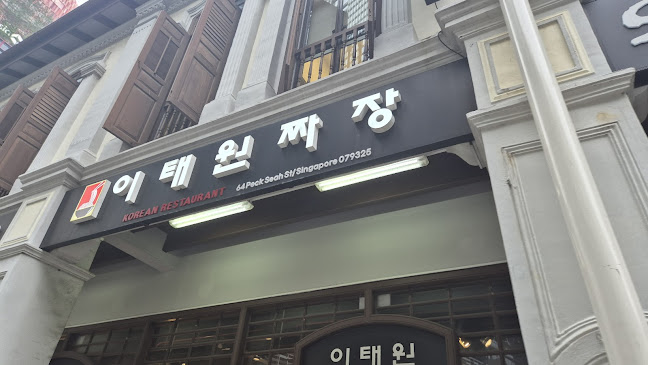 이태원짜장
KOREAN RESTAURANT
64 Peck Seah St/Singapore 079325
이태원